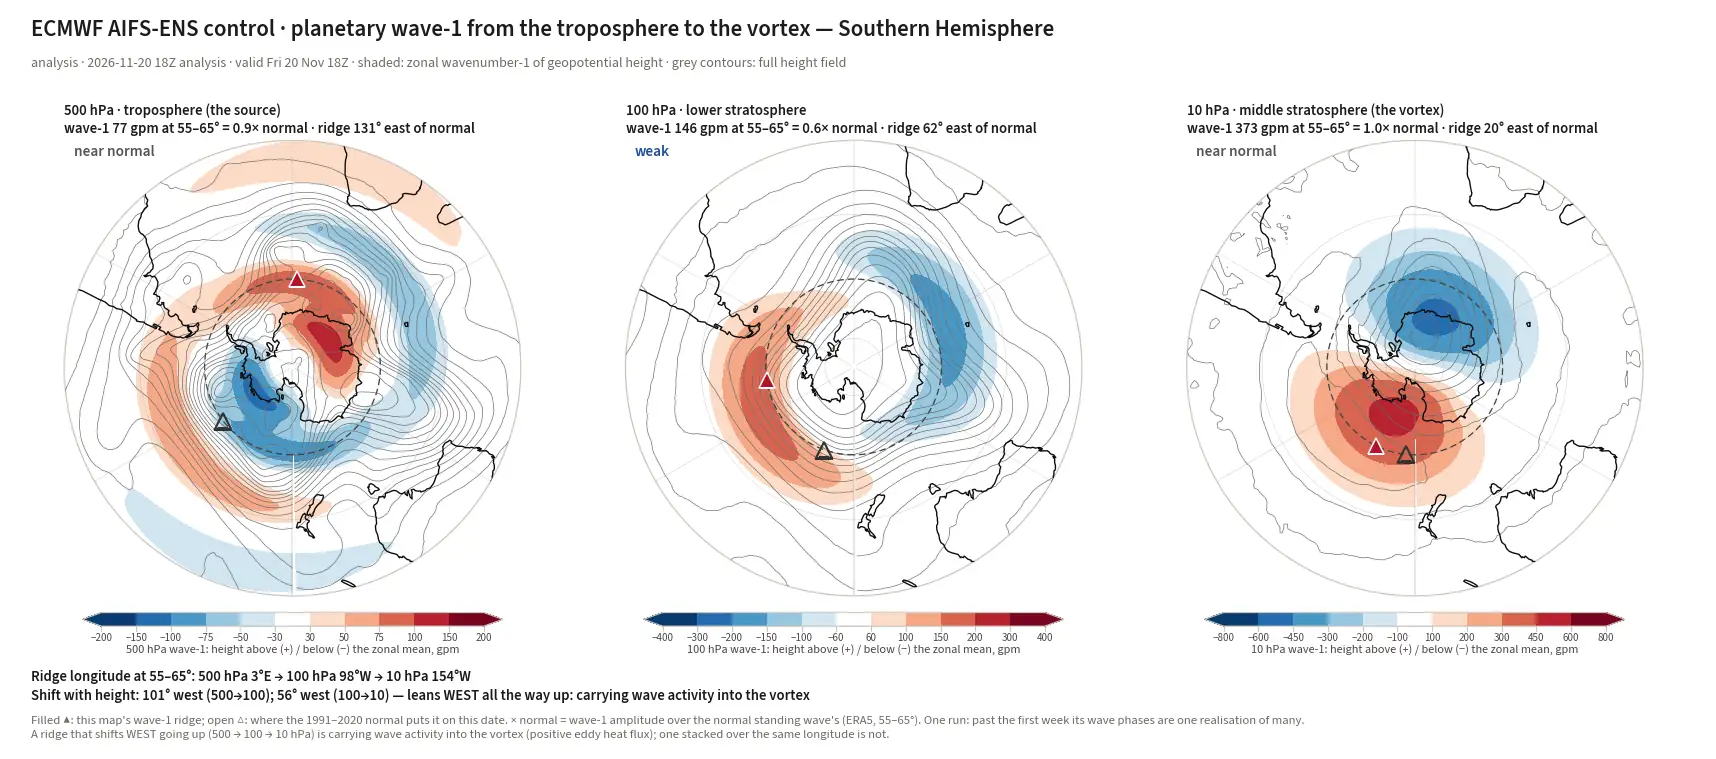 ECMWF AIFS-ENS control · planetary wave-1 from the troposphere to the vortex — Southern Hemisphere
analysis · 2026-11-20 18Z analysis · valid Fri 20 Nov 18Z · shaded: zonal wavenumber-1 of geopotential height · grey contours: full height field
500 hPa · troposphere (the source)
wave-1 77 gpm at 55–65° = 0.9× normal · ridge 131° east of normal
near normal
100 hPa · lower stratosphere
wave-1 146 gpm at 55–65° = 0.6× normal · ridge 62° east of normal
weak
10 hPa · middle stratosphere (the vortex)
wave-1 373 gpm at 55–65° = 1.0× normal · ridge 20° east of normal
near normal
−200 −150 −100 −75 −50 −30 30 50 75 100 150 200
500 hPa wave-1: height above (+) / below (−) the zonal mean, gpm
−400 −300 −200 −150 −100 −60 60 100 150 200 300 400
100 hPa wave-1: height above (+) / below (−) the zonal mean, gpm
−800 −600 −450 −300 −200 −100 100 200 300 450 600 800
10 hPa wave-1: height above (+) / below (−) the zonal mean, gpm
Ridge longitude at 55–65°: 500 hPa 3°E → 100 hPa 98°W → 10 hPa 154°W
Shift with height: 101° west (500→100); 56° west (100→10) — leans WEST all the way up: carrying wave activity into the vortex
Filled ▲: this map's wave-1 ridge; open △: where the 1991–2020 normal puts it on this date. × normal = wave-1 amplitude over the normal standing wave's (ERA5, 55–65°). One run: past the first week its wave phases are one realisation of many.
A ridge that shifts WEST going up (500 → 100 → 10 hPa) is carrying wave activity into the vortex (positive eddy heat flux); one stacked over the same longitude is not.